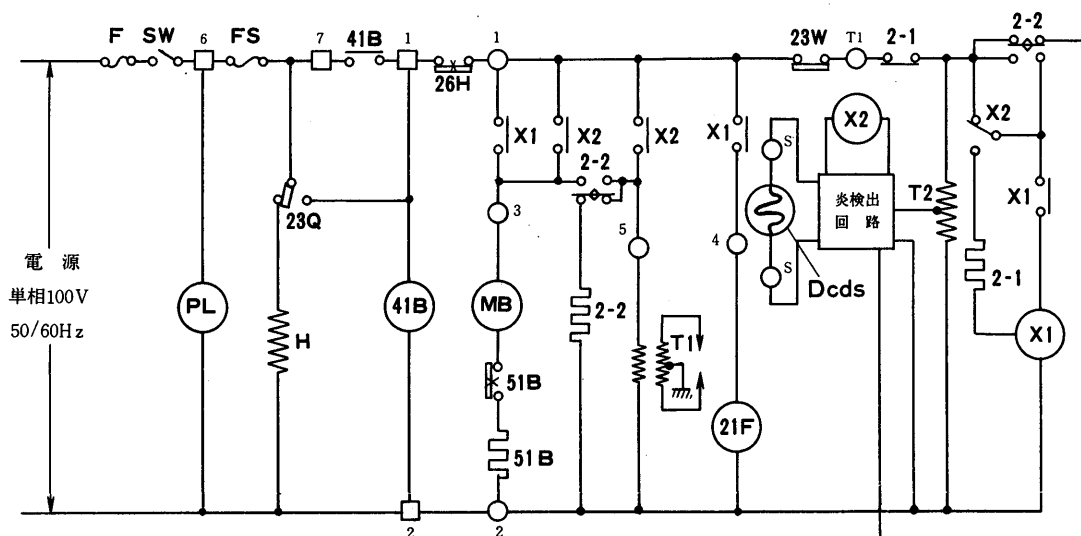 F SW 6 FS 7 41B 1 26H 1 23W T1 2-1 2-2
X1 X2 X2 X1 X2 X2
2-2
S
炎検出
回路
T2
X1
23Q
3
5
4
S
Dcds
電源
単相100V
50/60Hz
PL
H
41B
MB
2-2
T1
2-1
X1
51B
51B
21F
2
2